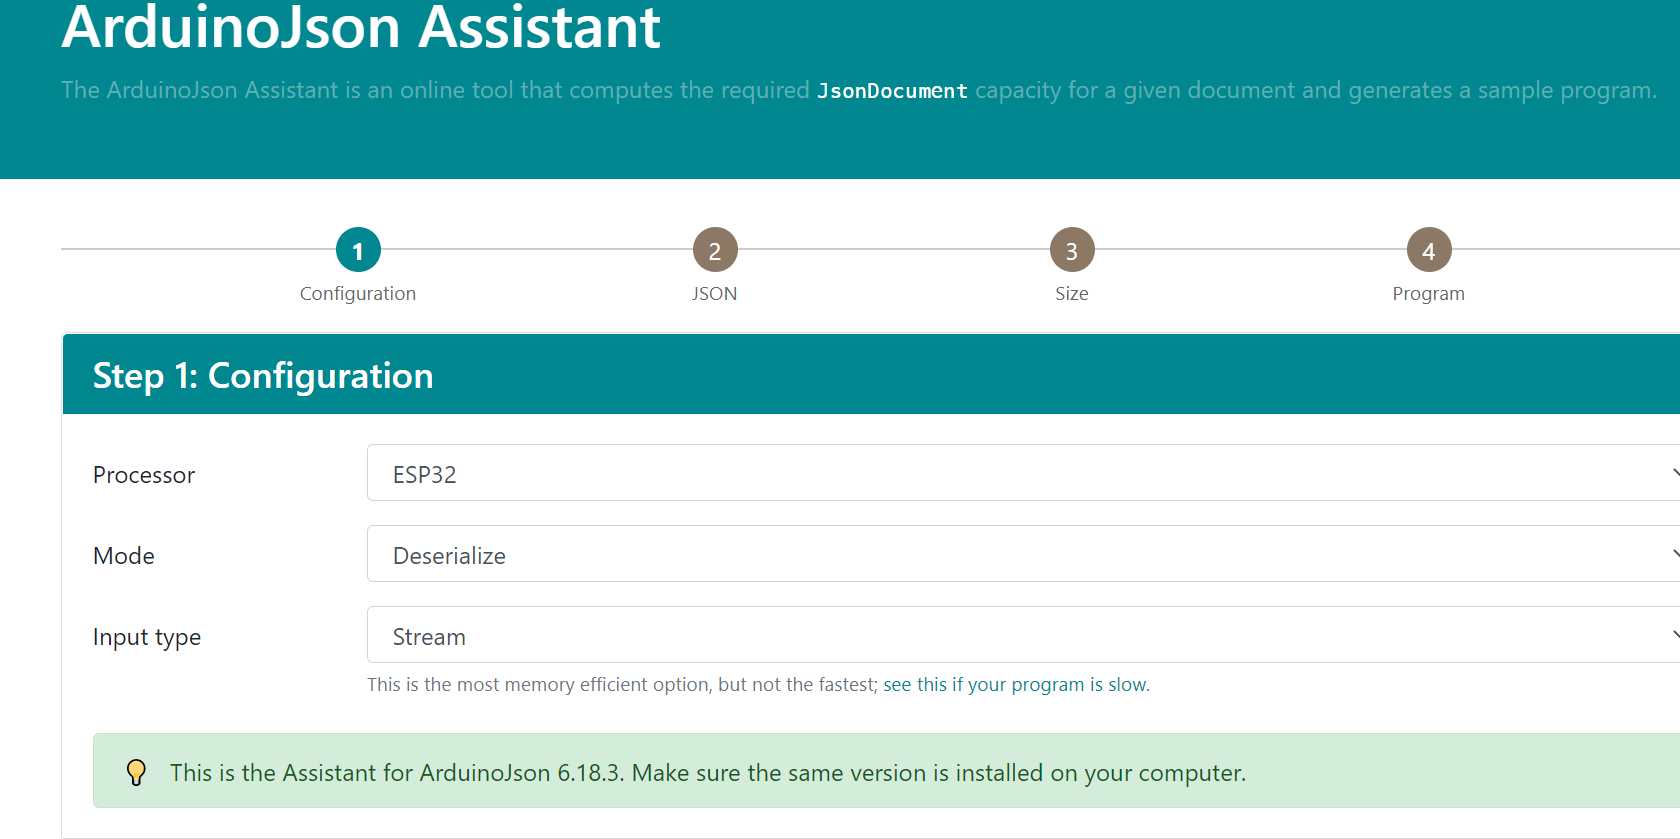 ArduinoJson Assistant
The ArduinoJson Assistant is an online tool that computes the required JsonDocument capacity for a given document and generates a sample program.
1
2
3
4
Configuration
JSON
Size
Program
Step 1: Configuration
Processor
ESP32
Mode
Deserialize
Input type
Stream
This is the most memory efficient option, but not the fastest; see this if your program is slow.
This is the Assistant for ArduinoJson 6.18.3. Make sure the same version is installed on your computer.